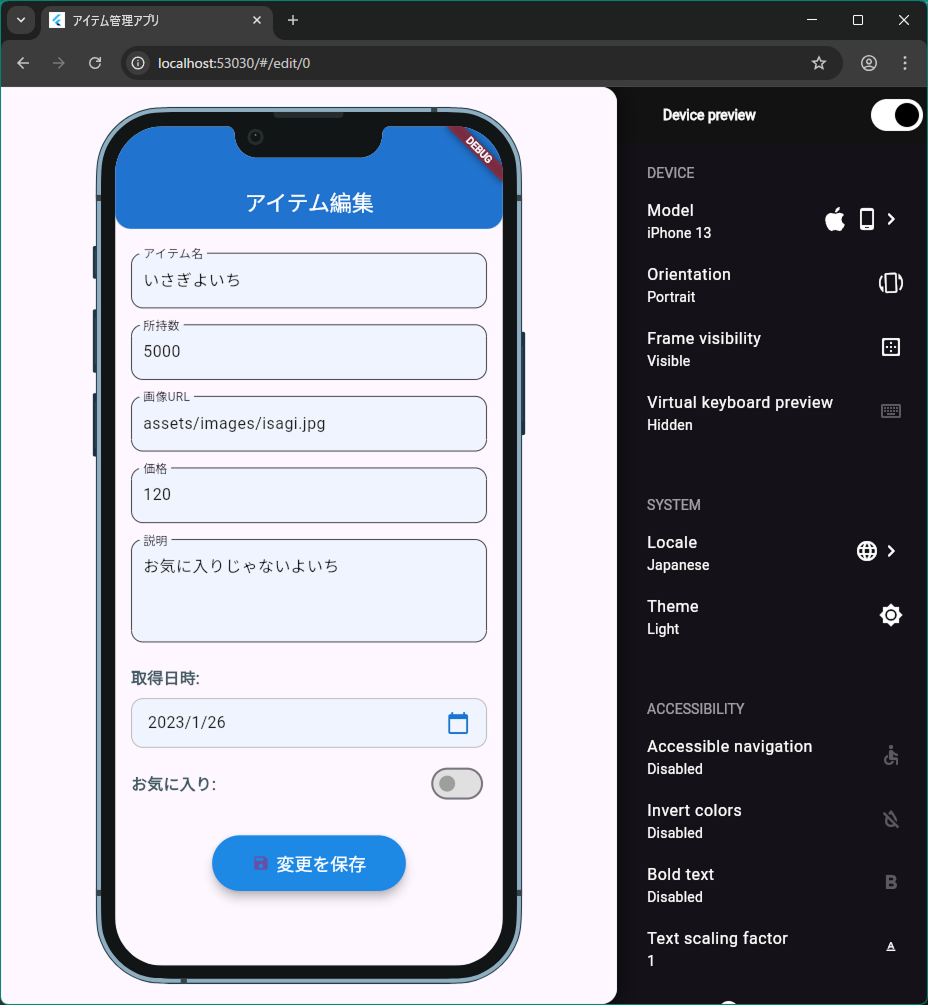 アイテム管理アプリ
localhost:53030/#/edit/0
DEBUG
アイテム編集
アイテム名
いさぎよいち
所持数
5000
画像URL
assets/images/isagi.jpg
価格
120
説明
お気に入りじゃないよいち
取得日時:
2023/1/26
お気に入り:
変更を保存
Device preview
DEVICE
Model
iPhone 13
Orientation
Portrait
Frame visibility
Visible
Virtual keyboard preview
Hidden
SYSTEM
Locale
Japanese
Theme
Light
ACCESSIBILITY
Accessible navigation
Disabled
Invert colors
Disabled
Bold text
Disabled
B
Text scaling factor
1
A